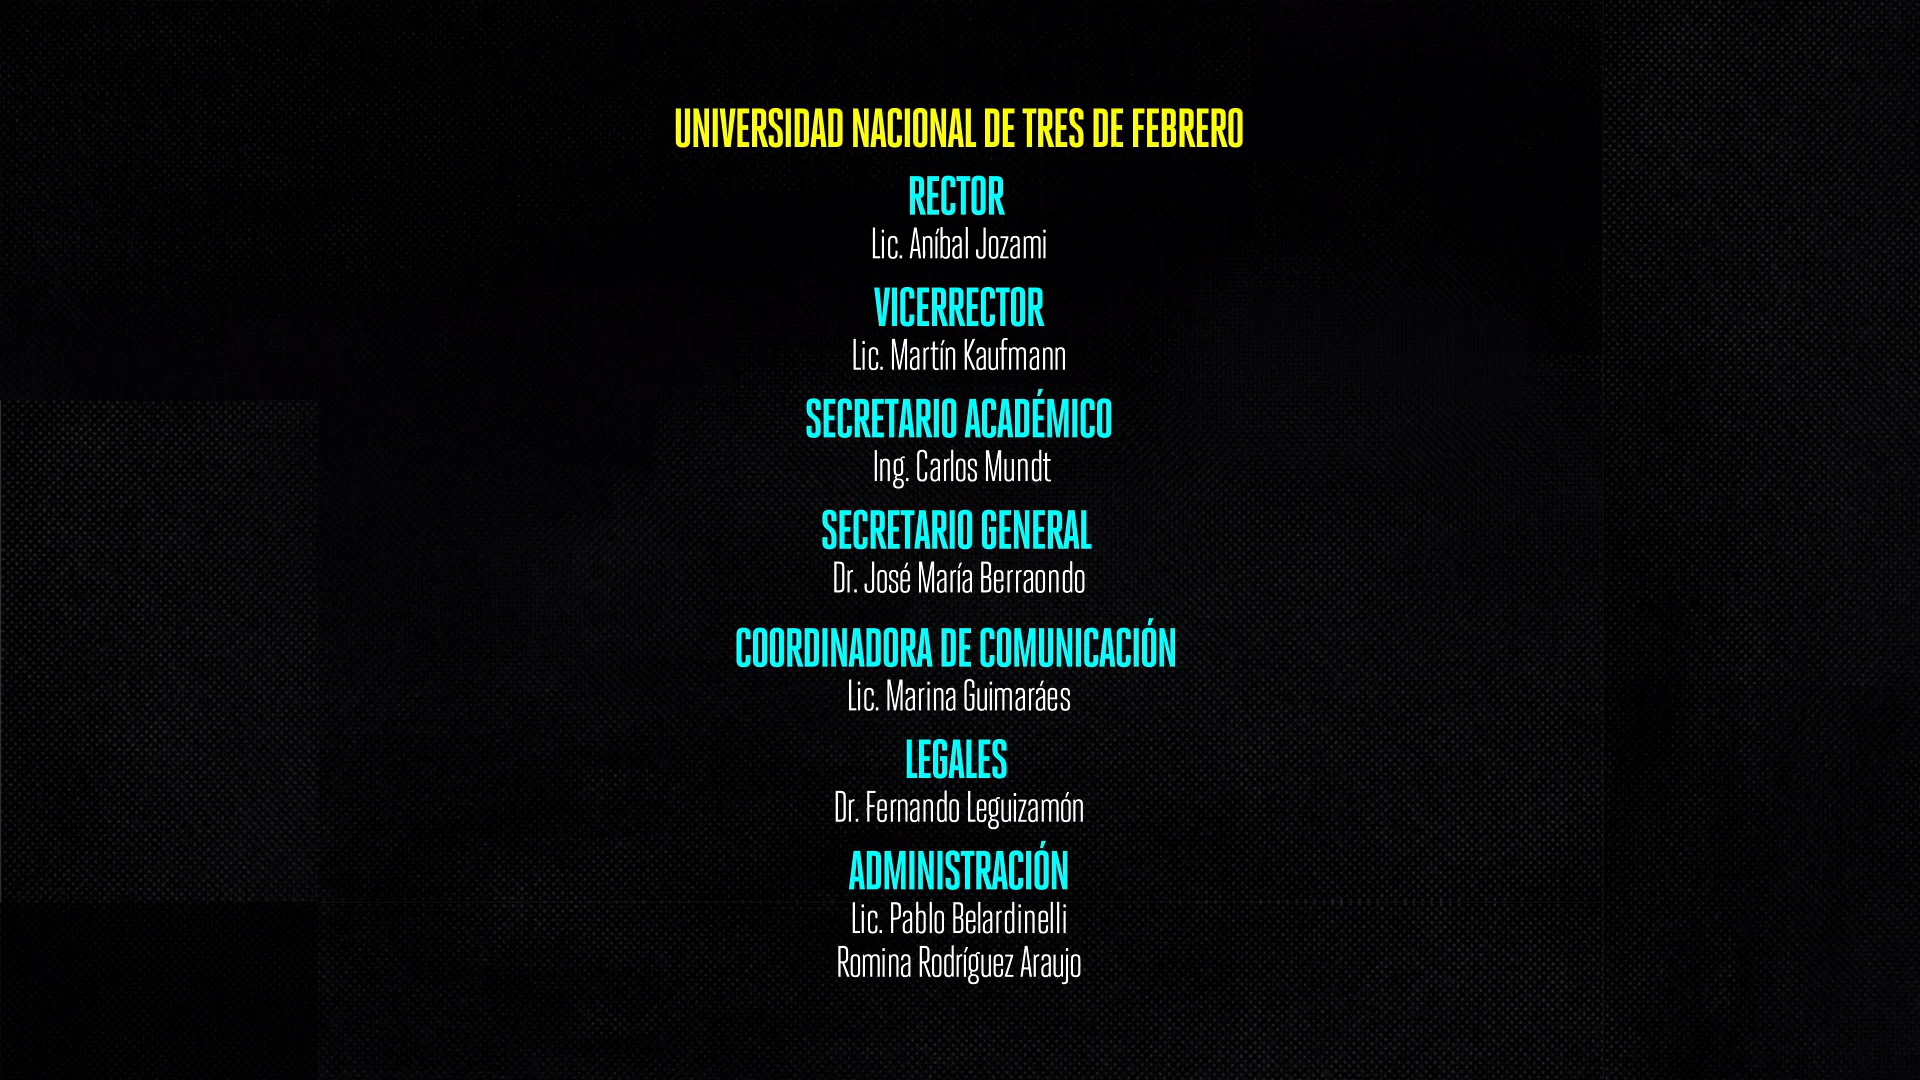 UNIVERSIDAD NACIONAL DE TRES DE FEBRERO
RECTOR
Lic. Aníbal Jozami
VICERRECTOR
Lic. Martín Kaufmann
SECRETARIO ACADÉMICO
Ing. Carlos Mundt
SECRETARIO GENERAL
Dr. José María Berraondo
COORDINADORA DE COMUNICACIÓN
Lic. Marina Guimaráes
LEGALES
Dr. Fernando Leguizamón
ADMINISTRACIÓN
Lic. Pablo Belardinelli
Romina Rodríguez Araujo